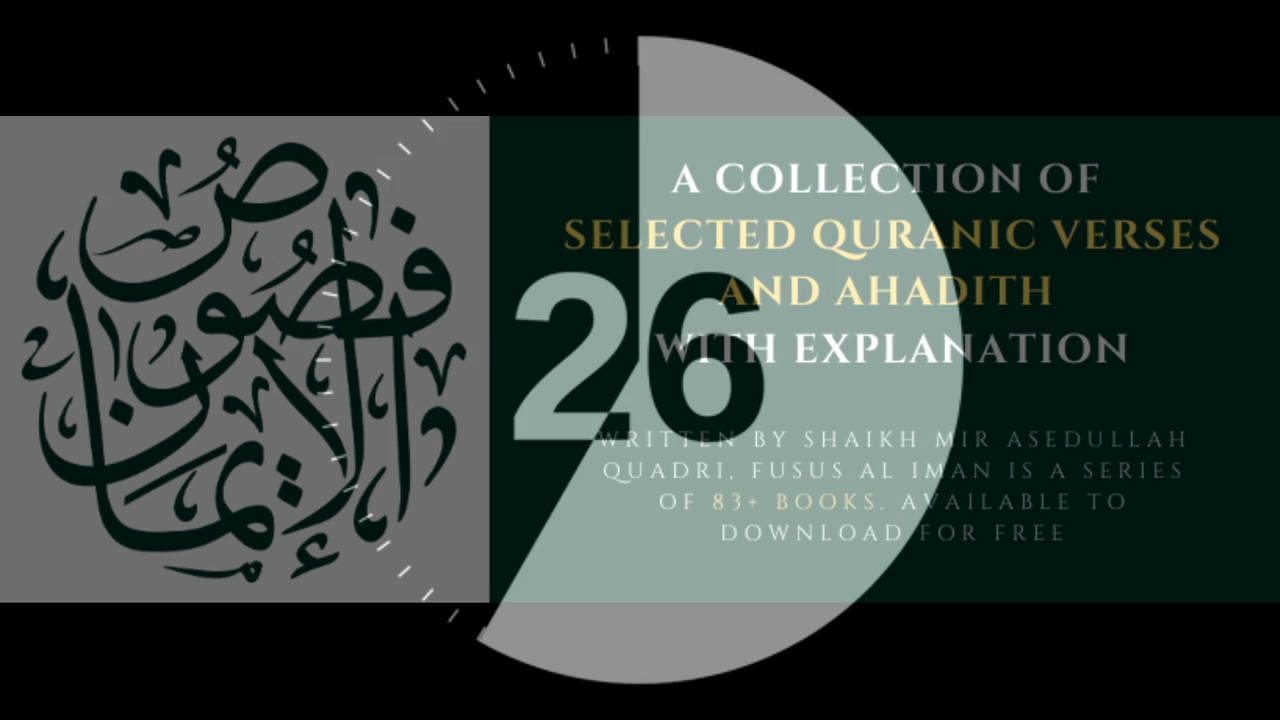 فصوص الإيمان
26
A COLLECTION OF
SELECTED QURANIC VERSES
AND AHADITH
WITH EXPLANATION
WRITTEN BY SHAIKH MIR ASEDULLAH
QUADRI, FUSUS AL IMAN IS A SERIES
OF 83+ BOOKS. AVAILABLE TO
DOWNLOAD FOR FREE